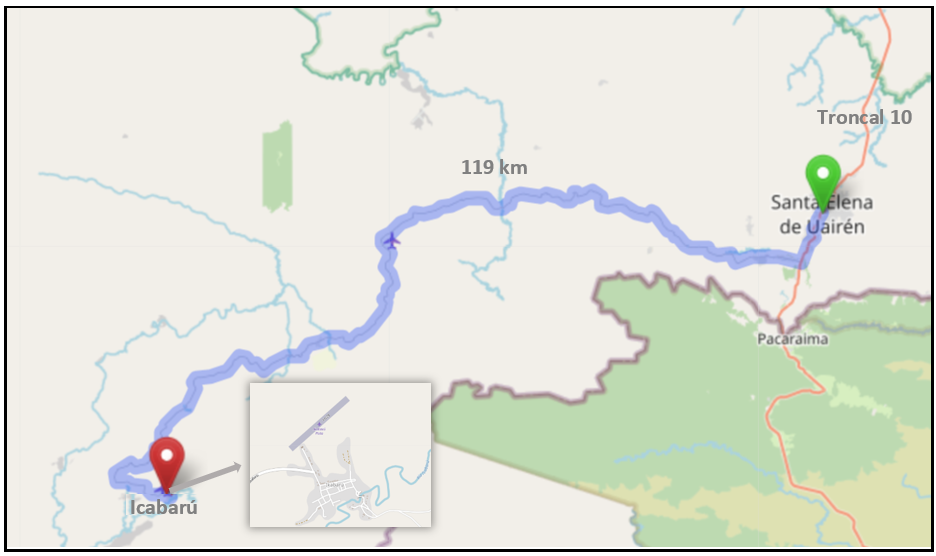 Troncal 10
119 km
Santa Elena
de Uairén
Pacaraima
Icabarú